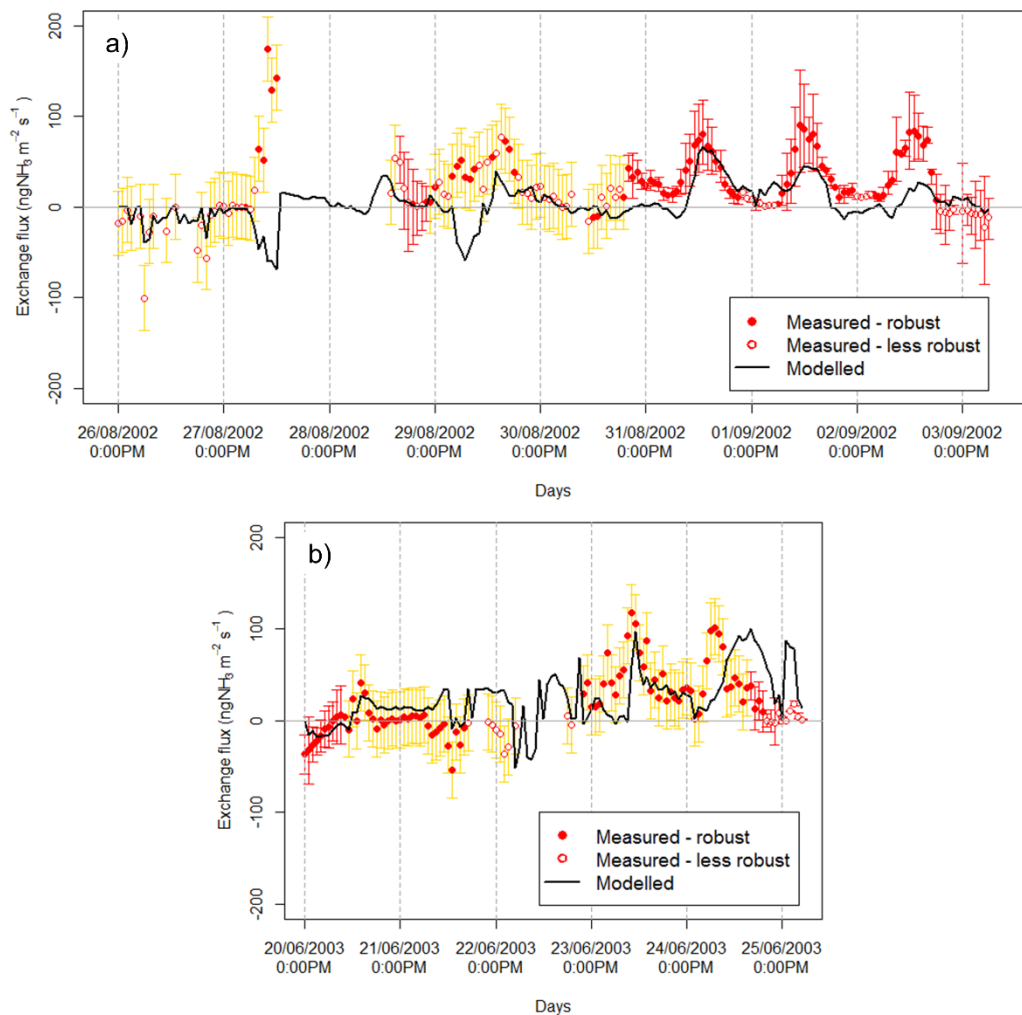 a)
Exchange flux (ngNH₃ m⁻² s⁻¹)
200
100
0
-100
-200
Measured - robust
Measured - less robust
Modelled
26/08/2002 27/08/2002 28/08/2002 29/08/2002 30/08/2002 31/08/2002 01/09/2002 02/09/2002 03/09/2002
0:00PM 0:00PM 0:00PM 0:00PM 0:00PM 0:00PM 0:00PM 0:00PM 0:00PM
Days
b)
Exchange flux (ngNH₃ m⁻² s⁻¹)
200
100
0
-100
-200
Measured - robust
Measured - less robust
Modelled
20/06/2003 21/06/2003 22/06/2003 23/06/2003 24/06/2003 25/06/2003
0:00PM 0:00PM 0:00PM 0:00PM 0:00PM 0:00PM
Days